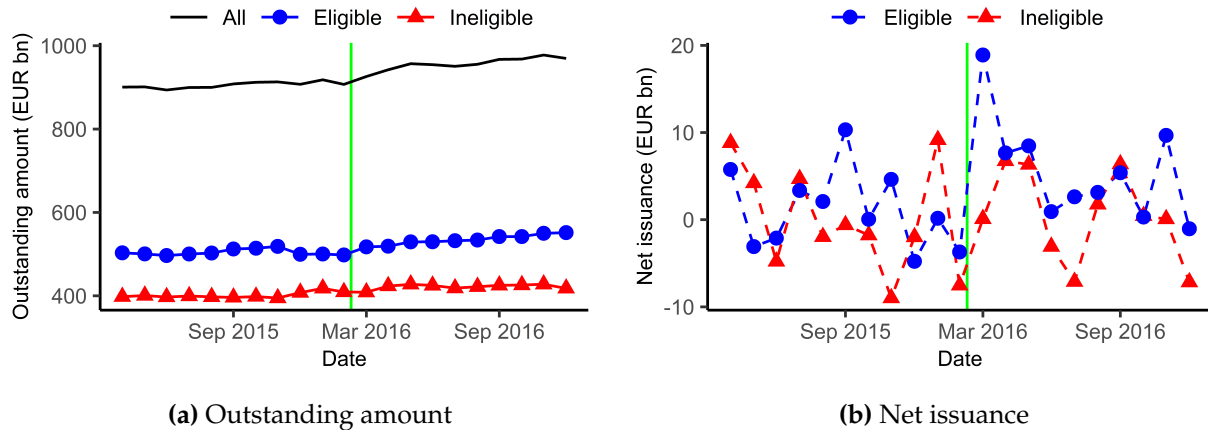 All Eligible Ineligible
Outstanding amount (EUR bn)
1000
800
600
400
Sep 2015 Mar 2016 Sep 2016
Date
(a) Outstanding amount
Eligible Ineligible
Net issuance (EUR bn)
20
10
0
-10
Sep 2015 Mar 2016 Sep 2016
Date
(b) Net issuance